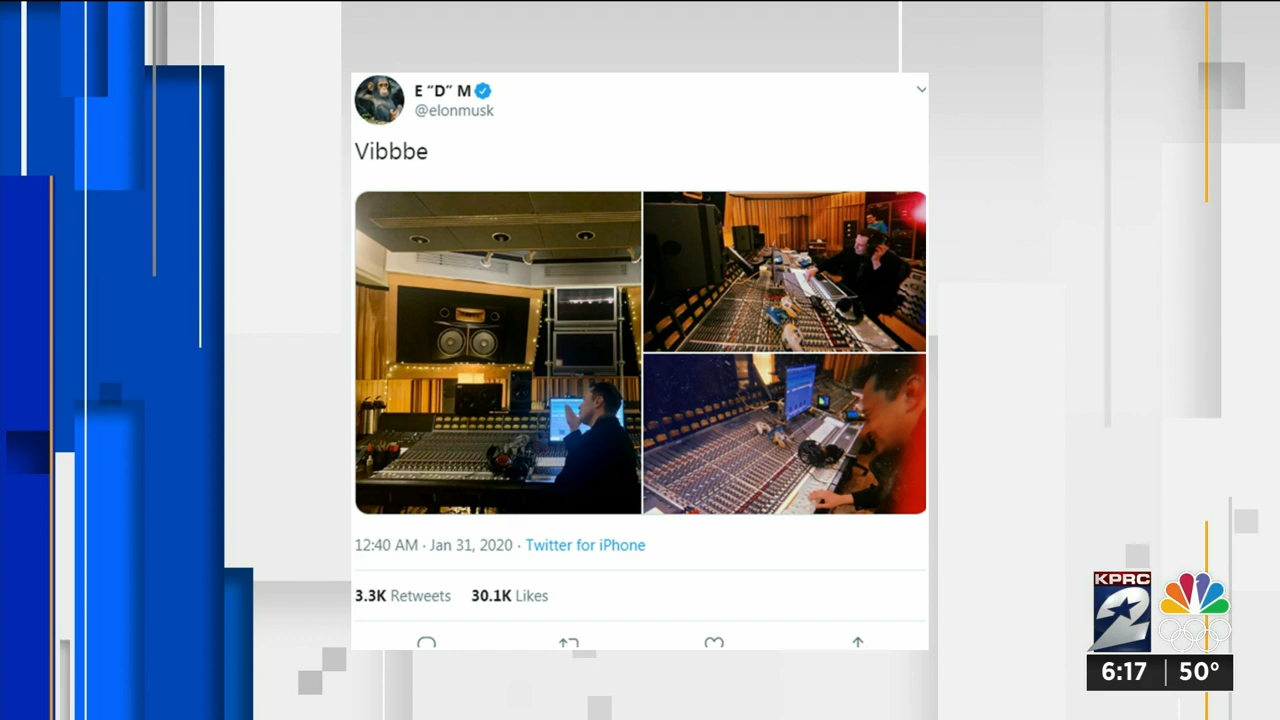 E “D” M
@elonmusk
Vibbbe
12:40 AM · Jan 31, 2020 · Twitter for iPhone
3.3K Retweets 30.1K Likes
KPRC
2
6:17 50°